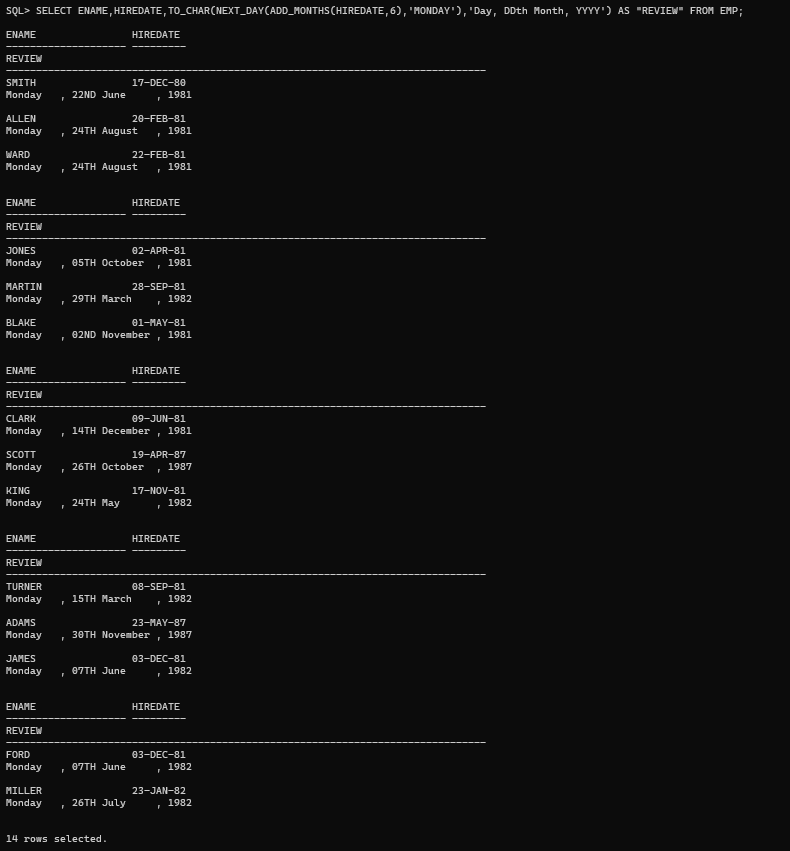 SQL> SELECT ENAME,HIREDATE,TO_CHAR(NEXT_DAY(ADD_MONTHS(HIREDATE,6),'MONDAY'),'Day, DDth Month, YYYY') AS "REVIEW" FROM EMP;
ENAME                HIREDATE
-------------------- ---------
REVIEW
--------------------------------------------------------------------------------
SMITH                17-DEC-80
Monday   , 22ND June     , 1981
ALLEN                20-FEB-81
Monday   , 24TH August   , 1981
WARD                 22-FEB-81
Monday   , 24TH August   , 1981
ENAME                HIREDATE
-------------------- ---------
REVIEW
--------------------------------------------------------------------------------
JONES                02-APR-81
Monday   , 05TH October  , 1981
MARTIN               28-SEP-81
Monday   , 29TH March    , 1982
BLAKE                01-MAY-81
Monday   , 02ND November , 1981
ENAME                HIREDATE
-------------------- ---------
REVIEW
--------------------------------------------------------------------------------
CLARK                09-JUN-81
Monday   , 14TH December , 1981
SCOTT                19-APR-87
Monday   , 26TH October  , 1987
KING                 17-NOV-81
Monday   , 24TH May      , 1982
ENAME                HIREDATE
-------------------- ---------
REVIEW
--------------------------------------------------------------------------------
TURNER               08-SEP-81
Monday   , 15TH March    , 1982
ADAMS                23-MAY-87
Monday   , 30TH November , 1987
JAMES                03-DEC-81
Monday   , 07TH June     , 1982
ENAME                HIREDATE
-------------------- ---------
REVIEW
--------------------------------------------------------------------------------
FORD                 03-DEC-81
Monday   , 07TH June     , 1982
MILLER               23-JAN-82
Monday   , 26TH July     , 1982
14 rows selected.